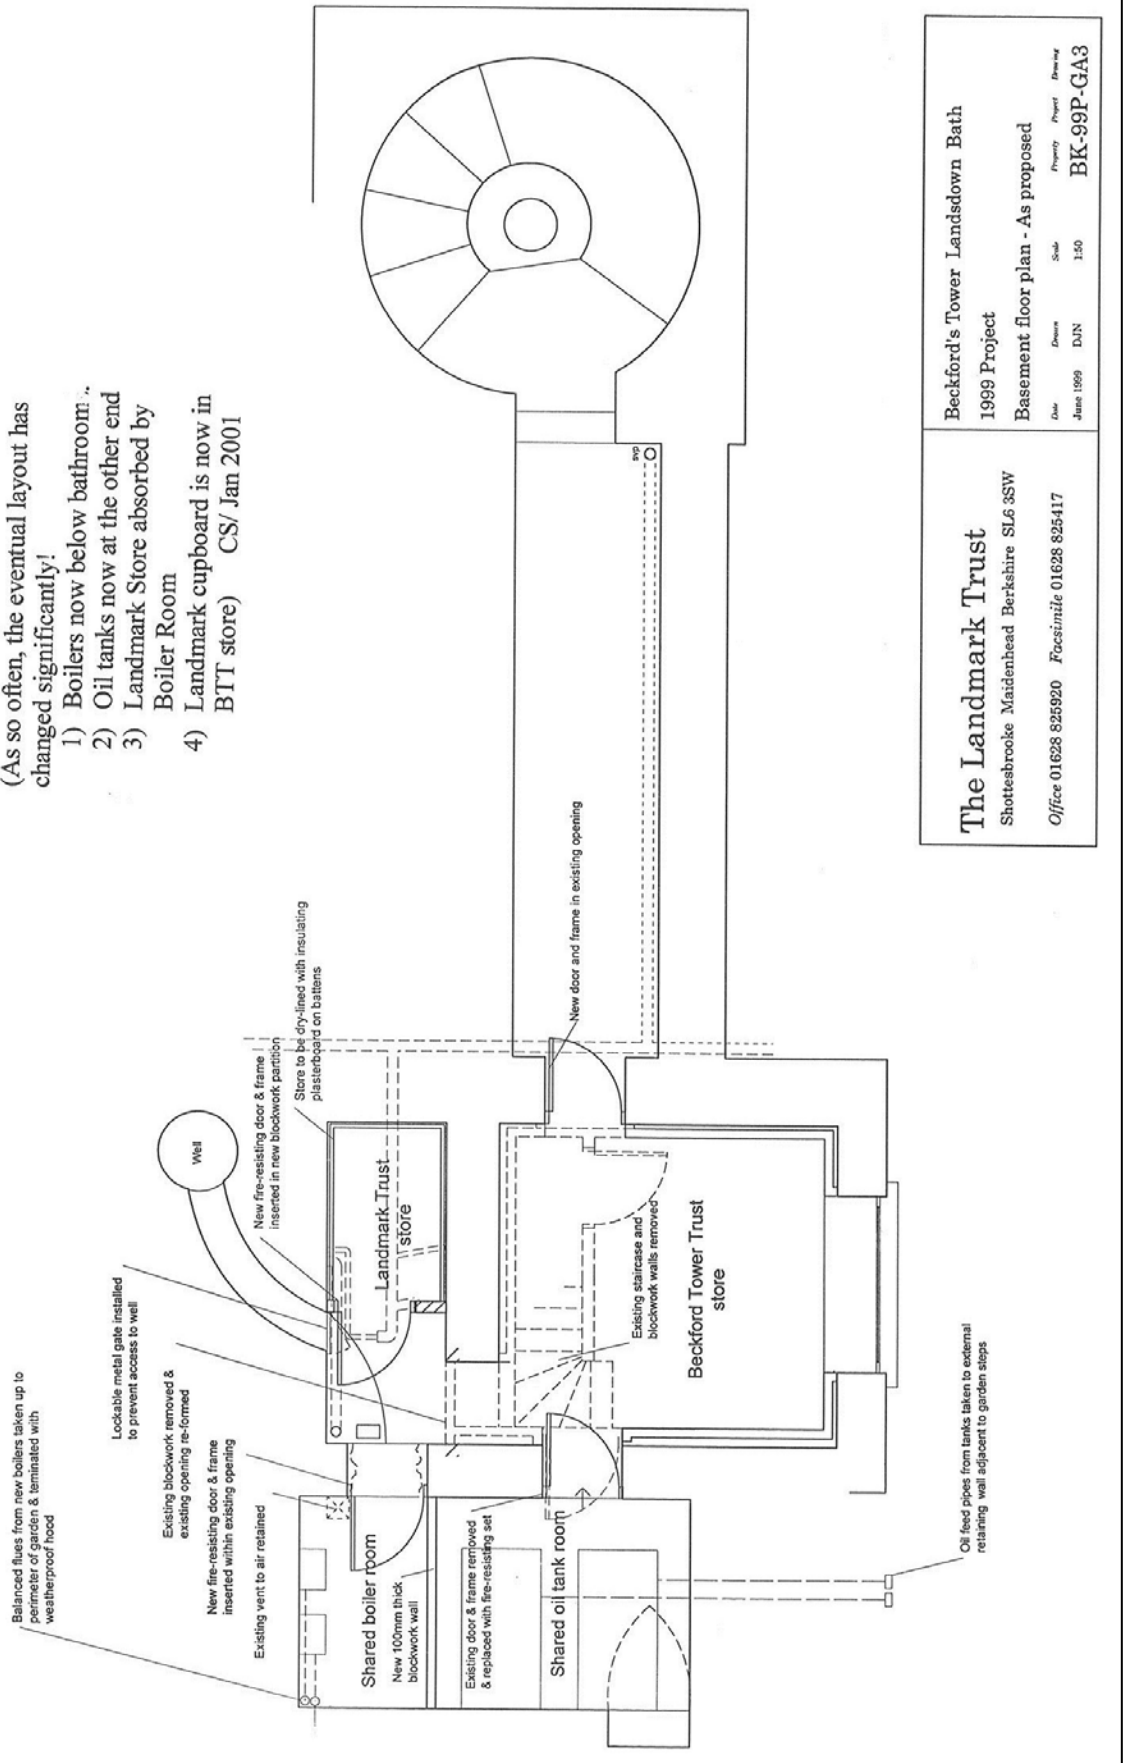 (As so often, the eventual layout has
changed significantly!
1) Boilers now below bathroom
2) Oil tanks now at the other end
3) Landmark Store absorbed by
Boiler Room
4) Landmark cupboard is now in
BTT store) CS/ Jan 2001
Balanced flues from new boilers taken up to
perimeter of garden & teminated with
weatherproof hood
Lockable metal gate installed
to prevent access to well
Existing blockwork removed &
existing opening re-formed
New fire-resisting door & frame
inserted within existing opening
Existing vent to air retained
Well
New fire-resisting door & frame
inserted in new blockwork partition
Store to be dry-lined with insulating
plasterboard on battens
Landmark Trust
store
Shared boiler room
New 100mm thick
blockwork wall
Existing door & frame removed
& replaced with fire-resisting set
Shared oil tank room
New door and frame in existing opening
svp
Existing staircase and
blockwork walls removed
Beckford Tower Trust
store
Oil feed pipes from tanks taken to external
retaining wall adjacent to garden steps
The Landmark Trust
Shottesbrooke Maidenhead Berkshire SL6 3SW
Office 01628 825920 Facsimile 01628 825417
Beckford's Tower Landsdown Bath
1999 Project
Basement floor plan - As proposed
Date Drawn Scale Property Project Drawing
June 1999 DJN 1:50 BK-99P-GA3